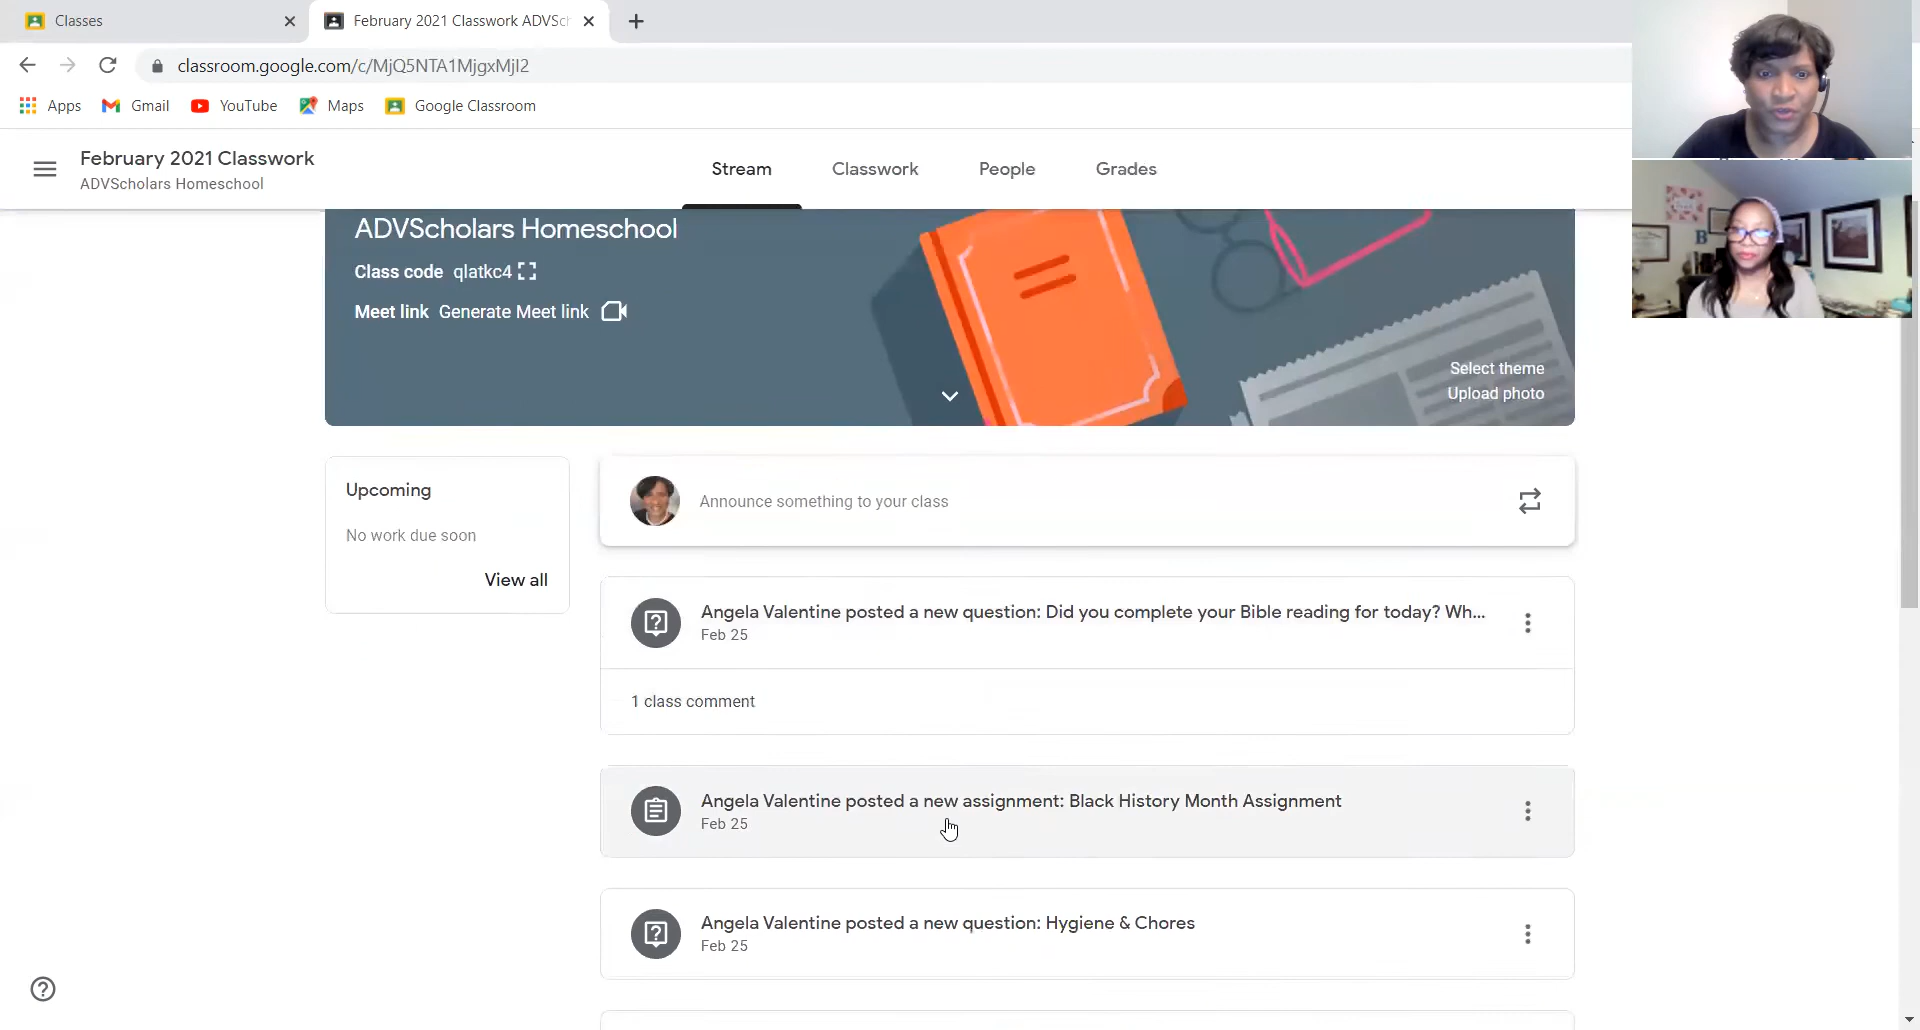 Classes
February 2021 Classwork ADVSc
classroom.google.com/c/MjQ5NTA1MjgxMjI2
Apps
Gmail
YouTube
Maps
Google Classroom
February 2021 Classwork
ADVScholars Homeschool
Stream
Classwork
People
Grades
ADVScholars Homeschool
Class code qlatkc4
Meet link Generate Meet link
Select theme
Upload photo
Upcoming
No work due soon
View all
Announce something to your class
Angela Valentine posted a new question: Did you complete your Bible reading for today? Wh...
Feb 25
1 class comment
Angela Valentine posted a new assignment: Black History Month Assignment
Feb 25
Angela Valentine posted a new question: Hygiene & Chores
Feb 25
B